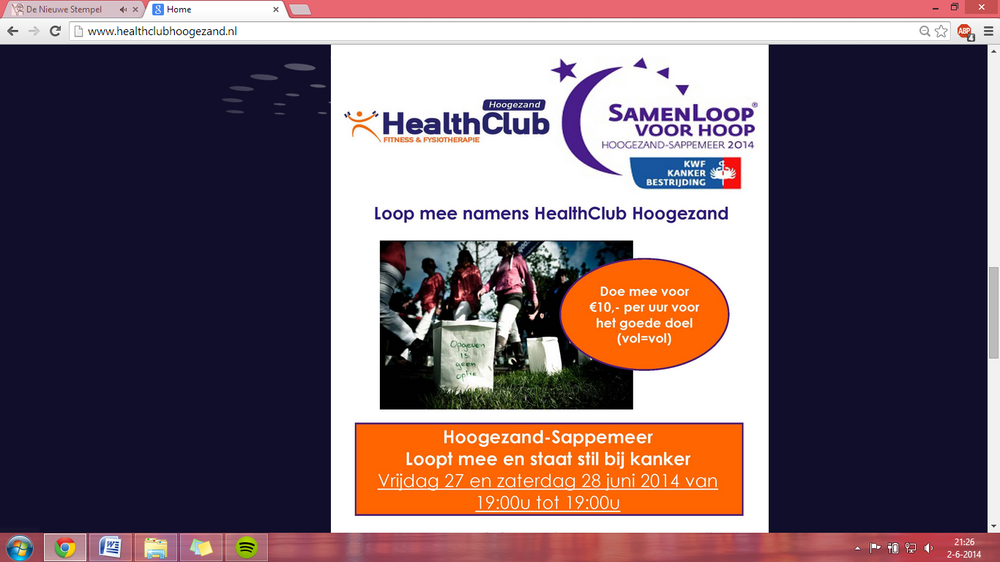 De Nieuwe Stempel
Home
www.healthclubhoogezand.nl
ABP
4
Hoogezand
HealthClub
FITNESS & FYSIOTHERAPIE
SAMENLOOP®
VOOR HOOP
HOOGEZAND-SAPPEMEER 2014
KWF
KANKER
BESTRIJDING
Loop mee namens HealthClub Hoogezand
Doe mee voor
€10,- per uur voor
het goede doel
(vol=vol)
Opgeven
is
geen
optie
Hoogezand-Sappemeer
Loopt mee en staat stil bij kanker
Vrijdag 27 en zaterdag 28 juni 2014 van
19:00u tot 19:00u
21:26
2-6-2014